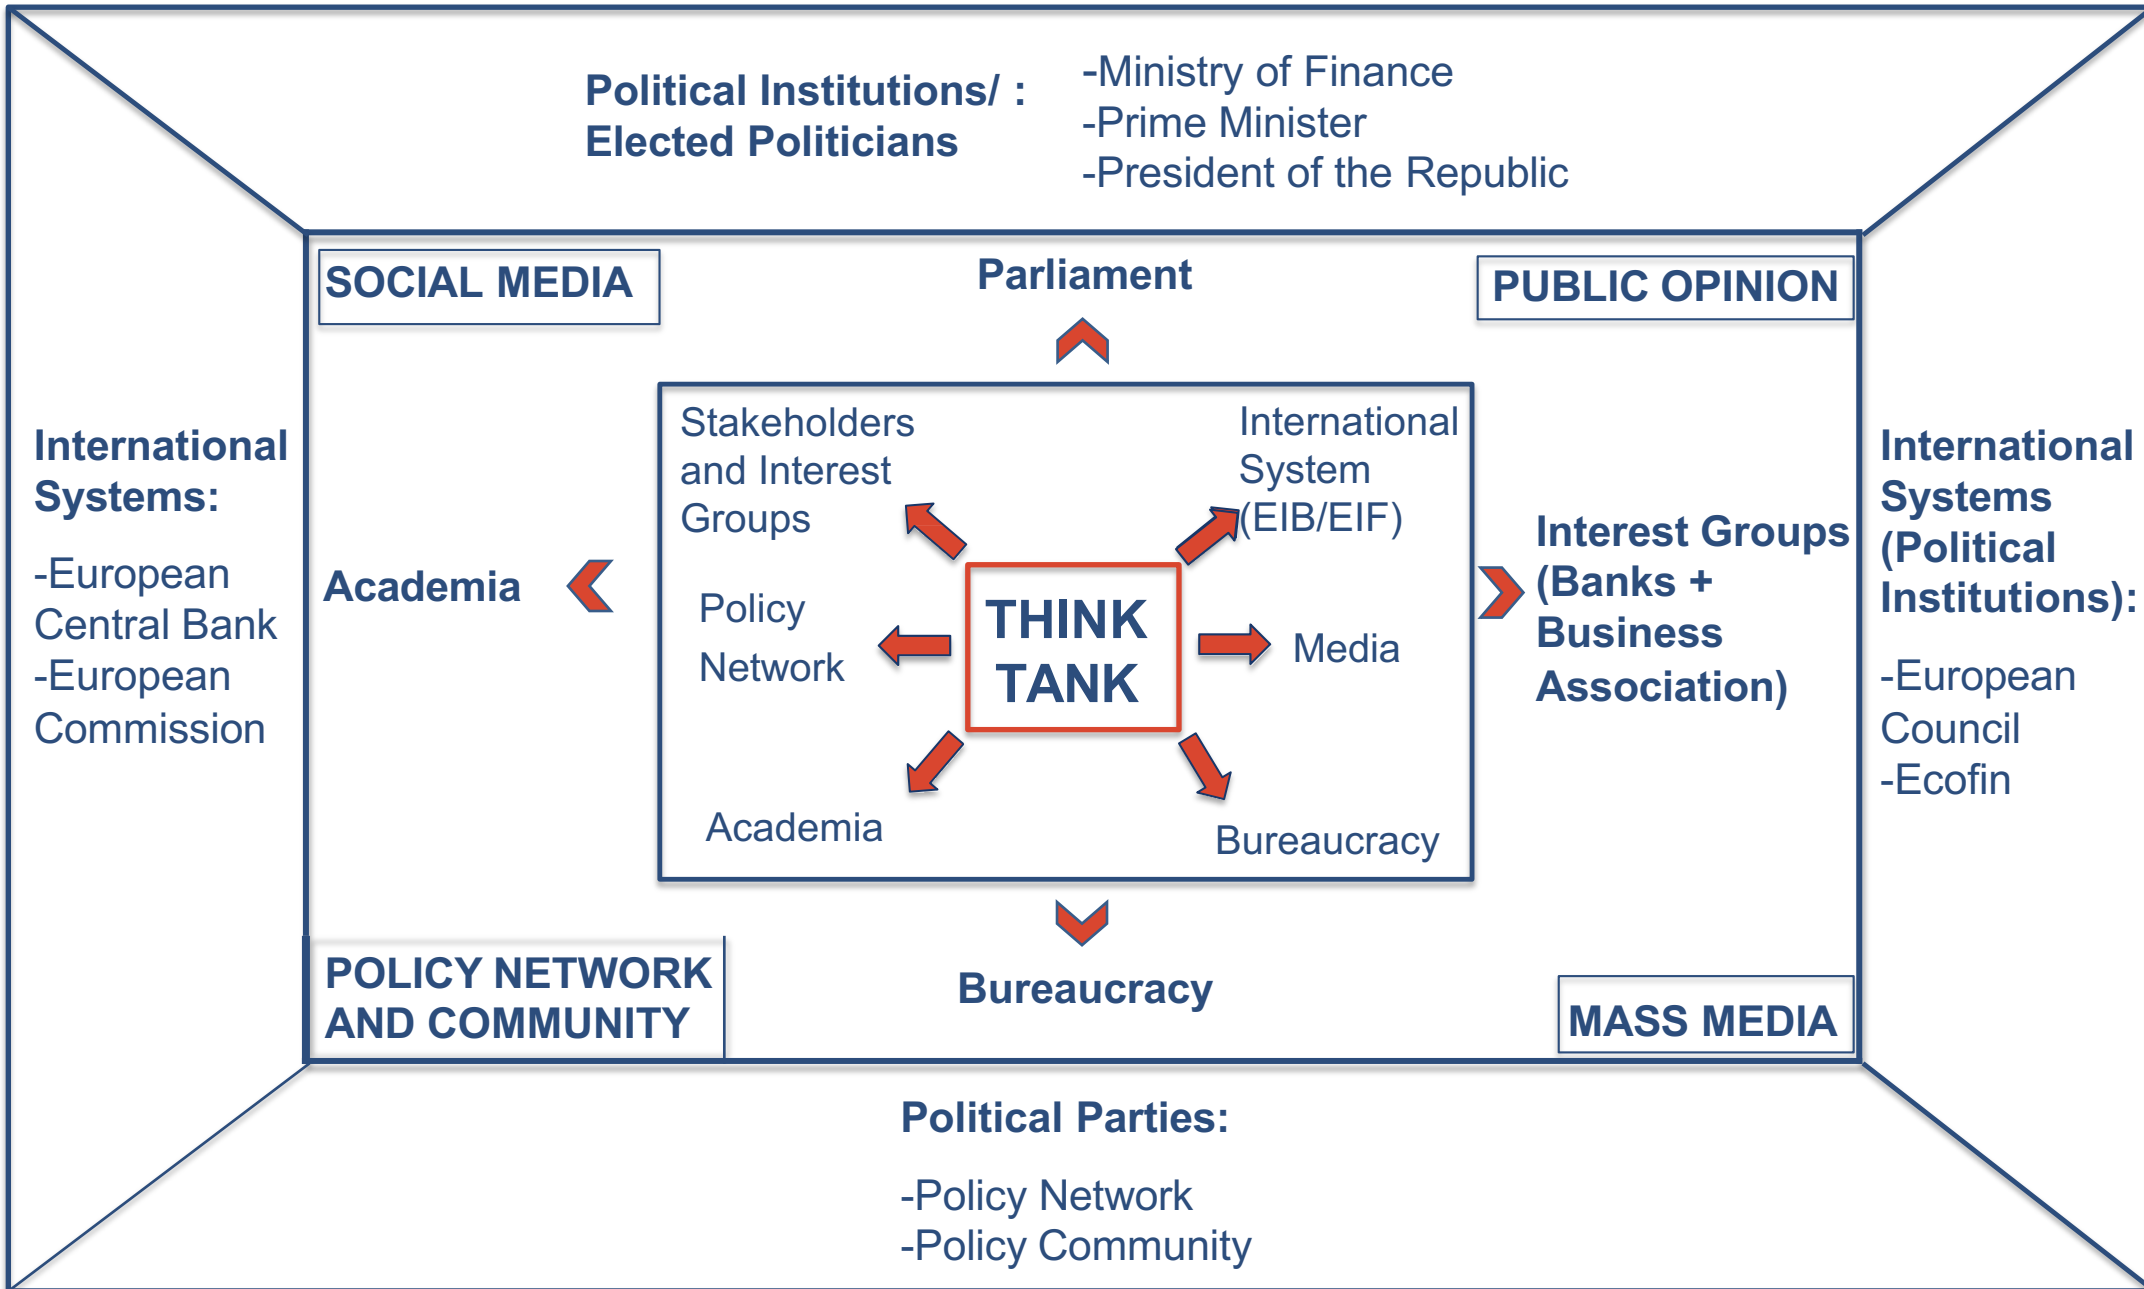 Political Institutions/ :
Elected Politicians
-Ministry of Finance
-Prime Minister
-President of the Republic
SOCIAL MEDIA
Parliament
PUBLIC OPINION
International
Systems:
-European
Central Bank
-European
Commission
Academia
Stakeholders
and Interest
Groups
International
System
(EIB/EIF)
Policy
Network
THINK
TANK
Media
Academia
Bureaucracy
Interest Groups
(Banks +
Business
Association)
International
Systems
(Political
Institutions):
-European
Council
-Ecofin
POLICY NETWORK
AND COMMUNITY
Bureaucracy
MASS MEDIA
Political Parties:
-Policy Network
-Policy Community